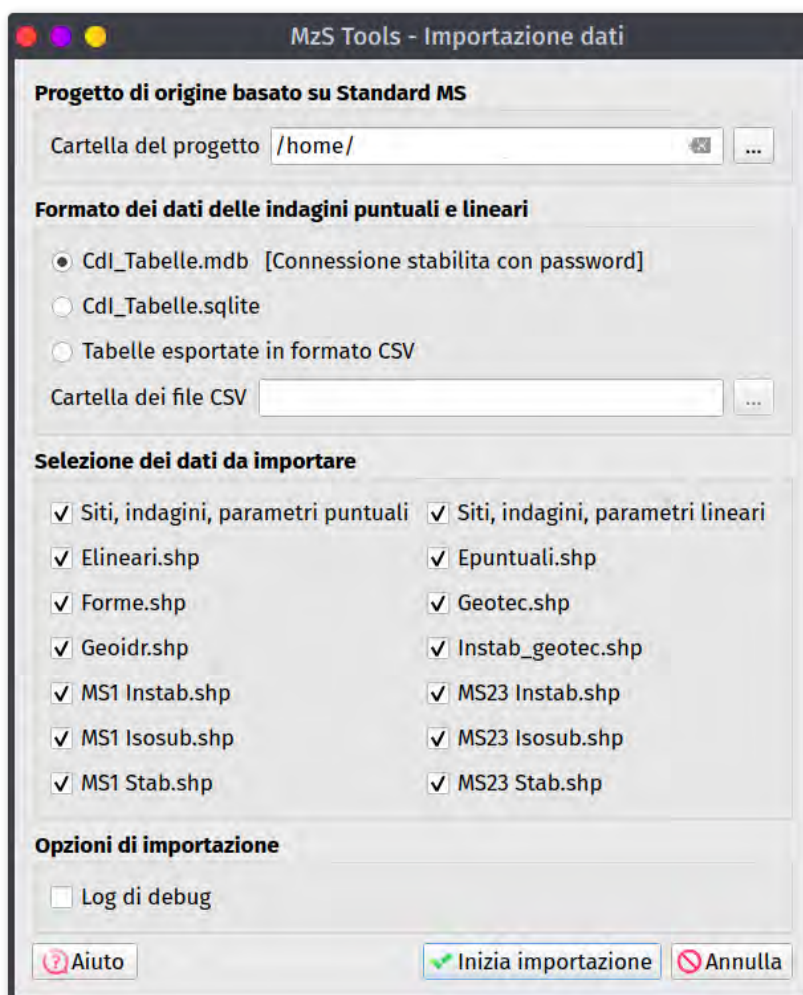 MzS Tools - Importazione dati
Progetto di origine basato su Standard MS
Cartella del progetto /home/ ...
Formato dei dati delle indagini puntuali e lineari
CdI_Tabelle.mdb [Connessione stabilita con password]
CdI_Tabelle.sqlite
Tabelle esportate in formato CSV
Cartella dei file CSV ...
Selezione dei dati da importare
Siti, indagini, parametri puntuali Siti, indagini, parametri lineari
Elineari.shp Epuntuali.shp
Forme.shp Geotec.shp
Geoidr.shp Instab_geotec.shp
MS1 Instab.shp MS23 Instab.shp
MS1 Isosub.shp MS23 Isosub.shp
MS1 Stab.shp MS23 Stab.shp
Opzioni di importazione
Log di debug
Aiuto Inizia importazione Annulla